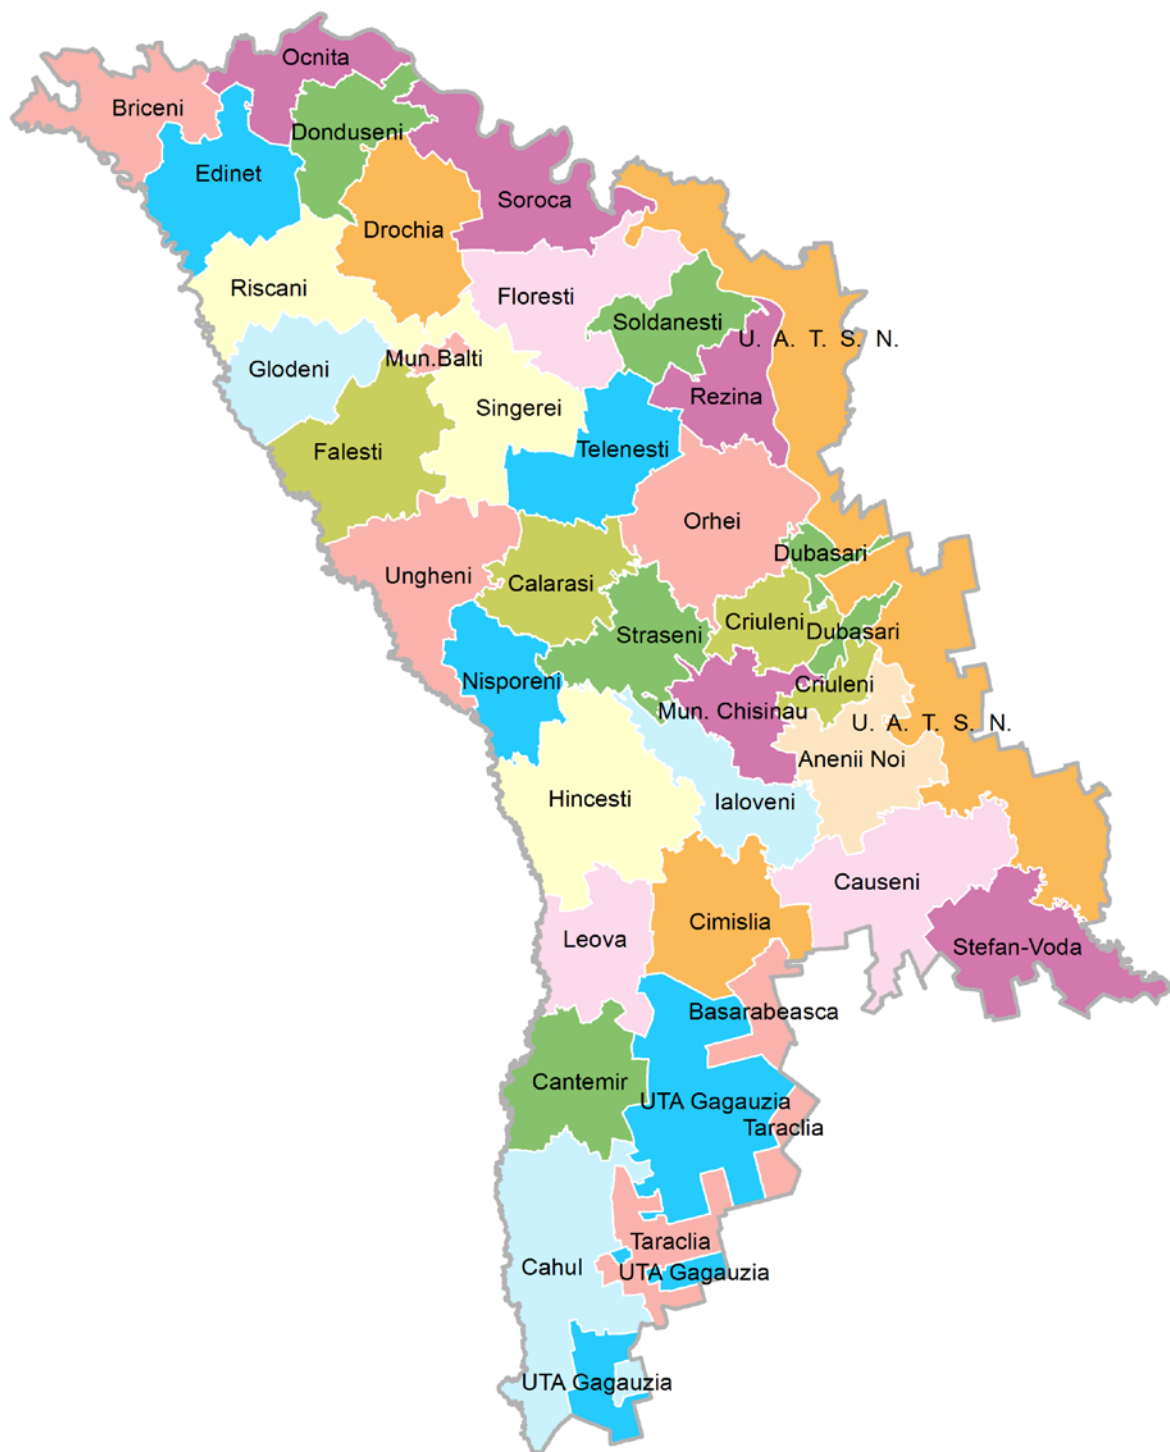 Ocnita
Briceni
Donduseni
Edinet
Soroca
Drochia
Riscani
Floresti
Soldanesti
U. A. T. S. N.
Mun.Balti
Glodeni
Rezina
Singerei
Telenesti
Falesti
Orhei
Dubasari
Ungheni
Calarasi
Criuleni
Dubasari
Straseni
Nisporeni
Criuleni
Mun. Chisinau
U. A. T. S. N.
Anenii Noi
Hincesti
Ialoveni
Causeni
Cimislia
Leova
Stefan-Voda
Basarabeasca
Cantemir
UTA Gagauzia
Taraclia
Taraclia
Cahul
UTA Gagauzia
UTA Gagauzia